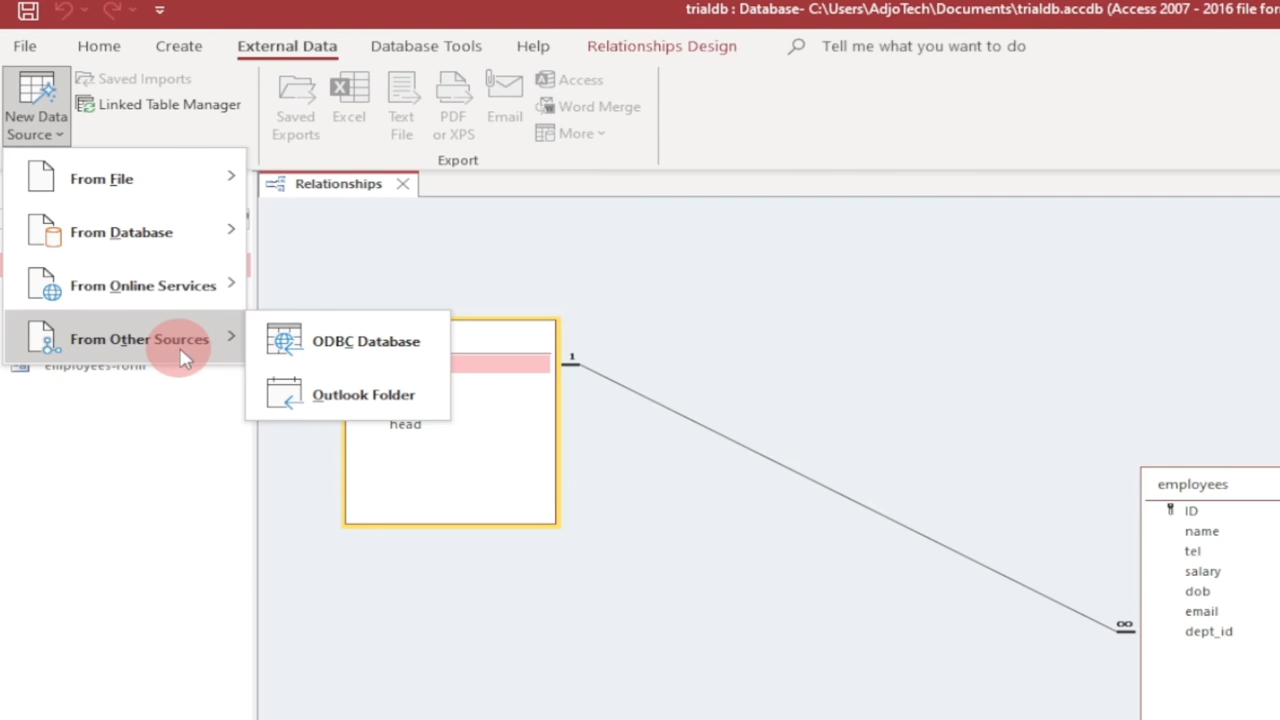 trialdb : Database- C:\Users\AdjoTech\Documents\trialdb.accdb (Access 2007 - 2016 file for
File Home Create External Data Database Tools Help Relationships Design Tell me what you want to do
New Data
Source
Saved Imports
Linked Table Manager
Saved
Exports
Excel
Text
File
PDF
or XPS
Email
Access
Word Merge
More
Export
From File
From Database
From Online Services
From Other Sources
ODBC Database
Outlook Folder
employees-form
Relationships
head
1
∞
employees
ID
name
tel
salary
dob
email
dept_id